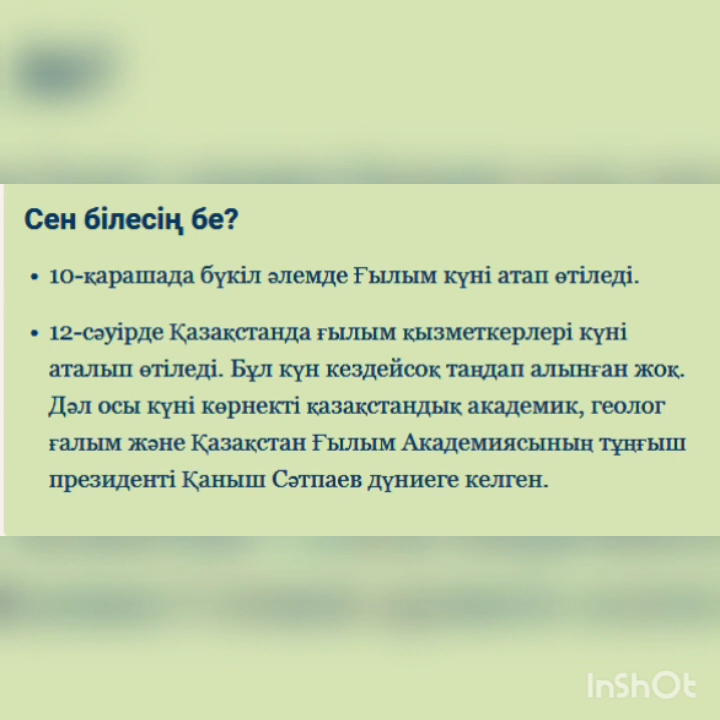 Сен білесің бе?
• 10-қарашада бүкіл әлемде Ғылым күні атап өтіледі.
• 12-сәуірде Қазақстанда ғылым қызметкерлері күні
аталып өтіледі. Бұл күн кездейсоқ таңдап алынған жоқ.
Дәл осы күні көрнекті қазақстандық академик, геолог
ғалым және Қазақстан Ғылым Академиясының тұңғыш
президенті Қаныш Сәтпаев дүниеге келген.
InShOt